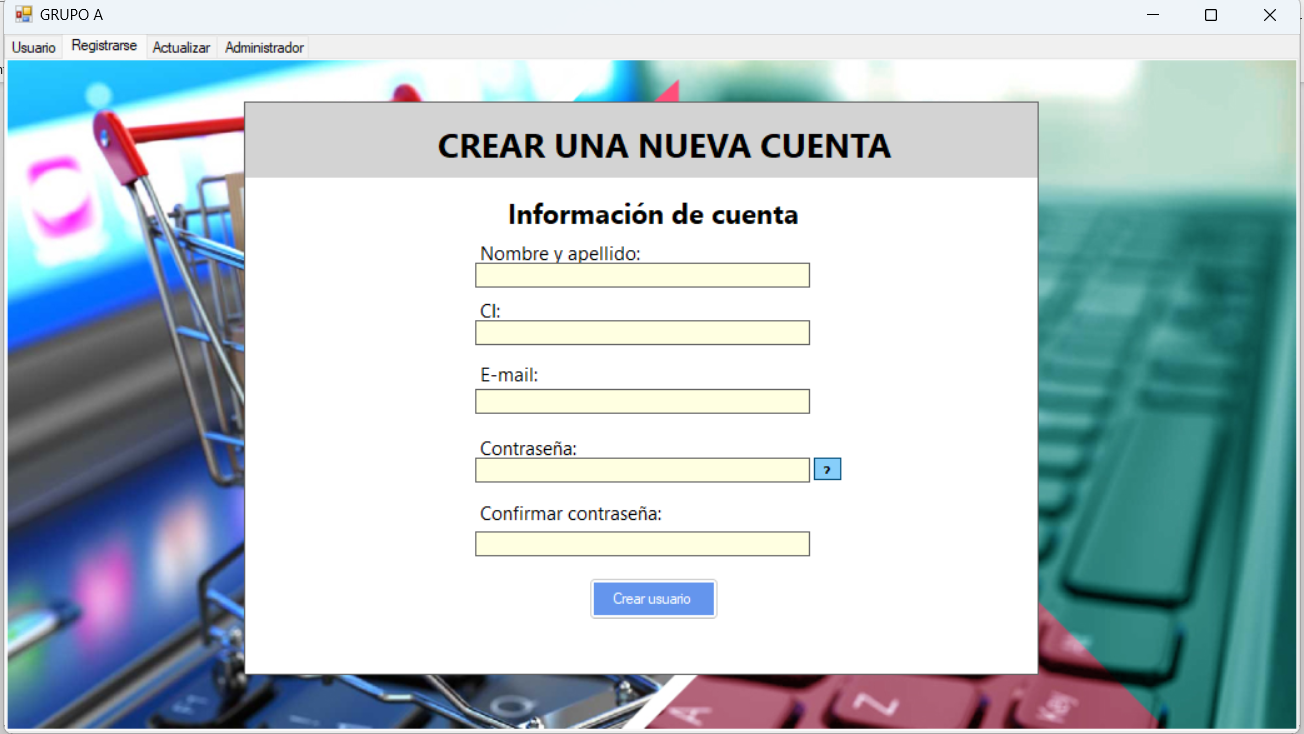 GRUPO A
Usuario Registrarse Actualizar Administrador
CREAR UNA NUEVA CUENTA
Información de cuenta
Nombre y apellido:
CI:
E-mail:
Contraseña:
?
Confirmar contraseña:
Crear usuario
A
Z